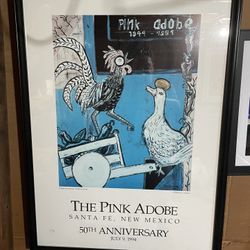 PINK adobe
1944 - 1994
THE PINK ADOBE
SANTA FE, NEW MEXICO
50TH ANNIVERSARY
JULY 9, 1994